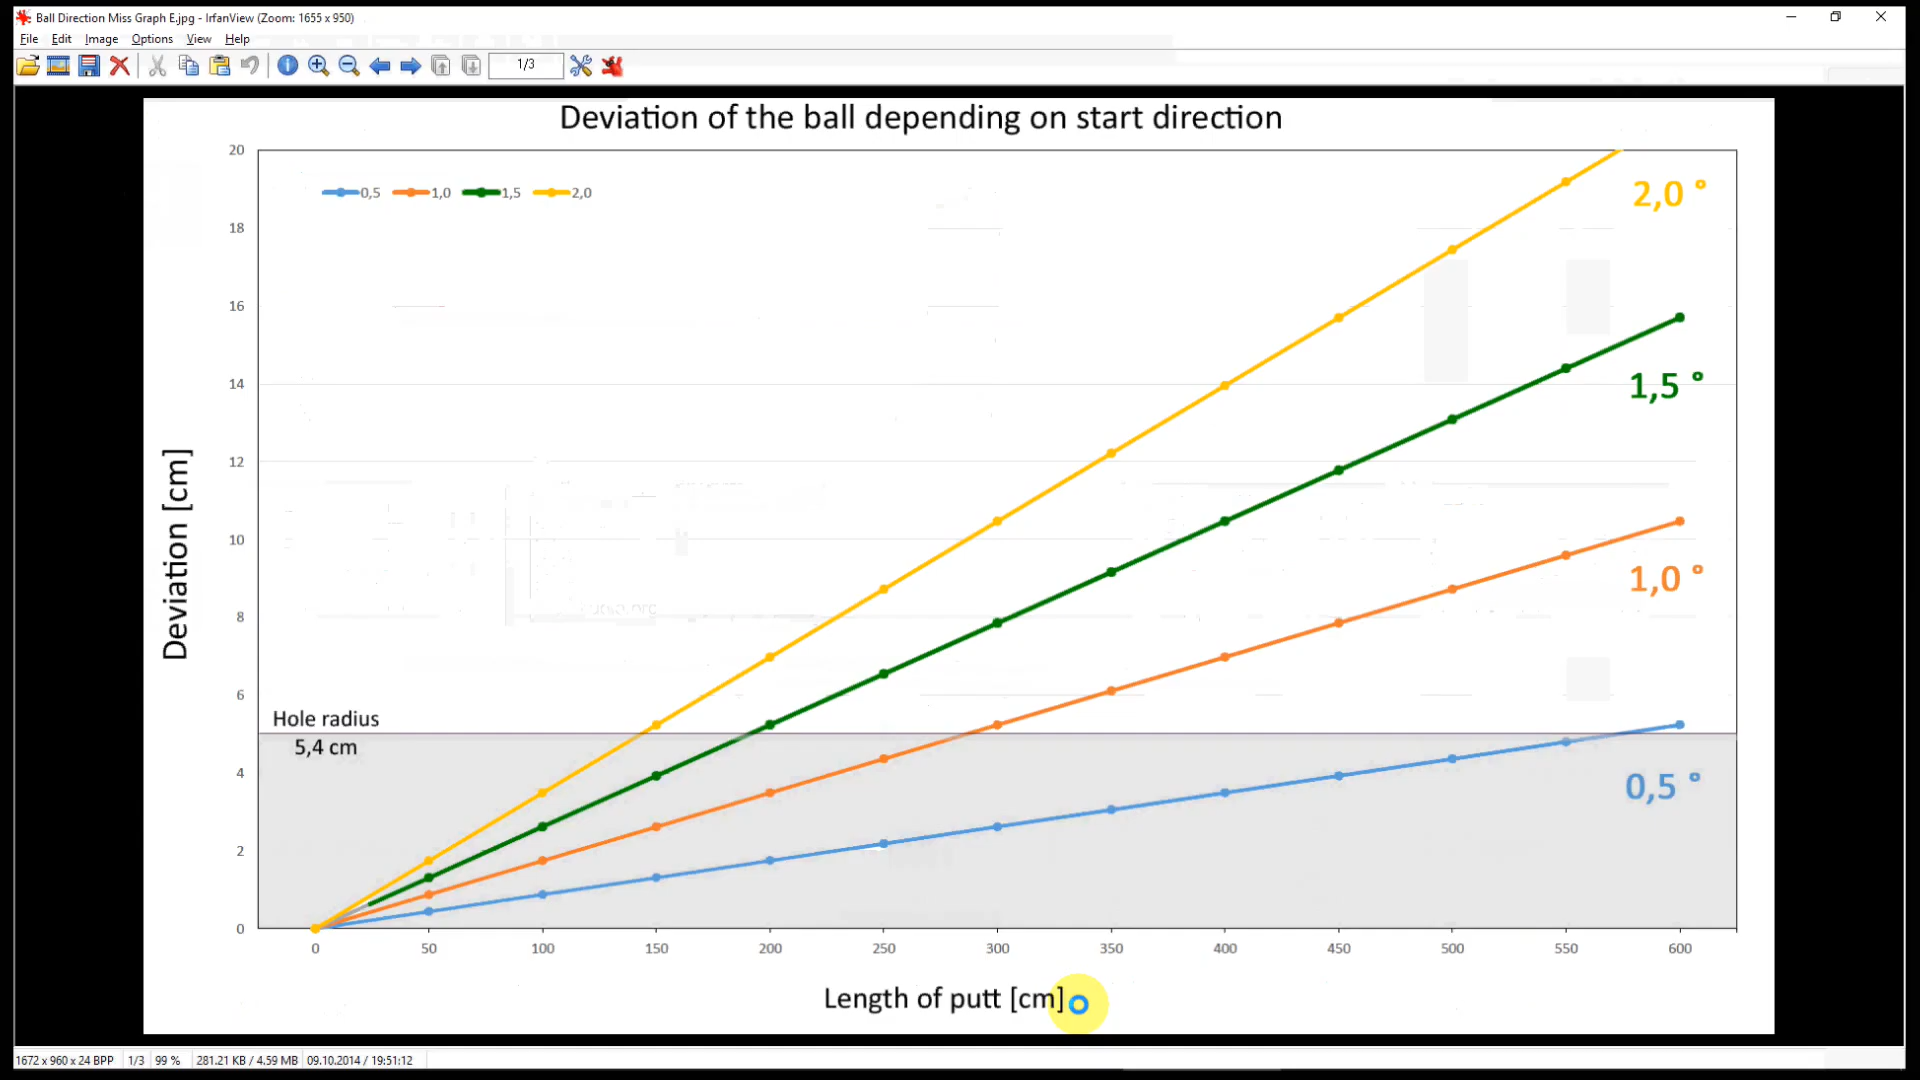 Ball Direction Miss Graph E.jpg - IrfanView (Zoom: 1655 x 950)
File Edit Image Options View Help
1/3
Deviation of the ball depending on start direction
20
0,5 1,0 1,5 2,0
2,0 °
18
16
14
1,5 °
12
Deviation [cm]
10
1,0 °
8
6
Hole radius
5,4 cm
4
0,5 °
2
0
0 50 100 150 200 250 300 350 400 450 500 550 600
Length of putt [cm]
1672 x 960 x 24 BPP 1/3 99 % 281.21 KB / 4.59 MB 09.10.2014 / 19:51:12